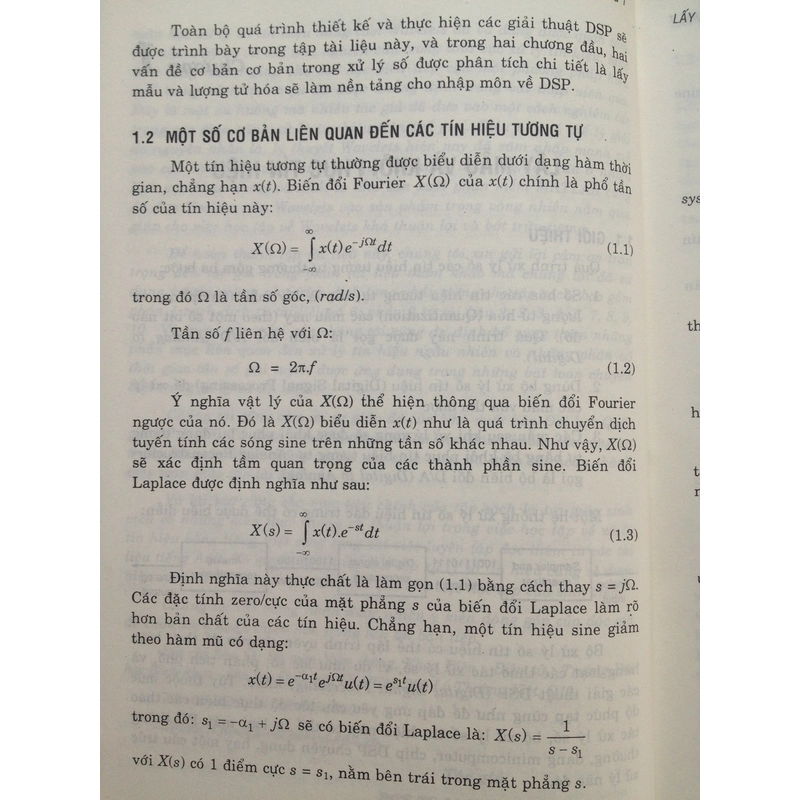 Toàn bộ quá trình thiết kế và thực hiện các giải thuật DSP sẽ
được trình bày trong tập tài liệu này, và trong hai chương đầu, hai
vấn đề cơ bản cơ bản trong xử lý số được phân tích chi tiết là lấy
mẫu và lượng tử hóa sẽ làm nền tảng cho nhập môn về DSP.
1.2 MỘT SỐ CƠ BẢN LIÊN QUAN ĐẾN CÁC TÍN HIỆU TƯƠNG TỰ
Một tín hiệu tương tự thường được biểu diễn dưới dạng hàm thời
gian, chẳng hạn x(t). Biến đổi Fourier X(Ω) của x(t) chính là phổ tần
số của tín hiệu này:
X(Ω) = ∫_{-∞}^{∞} x(t) e^{-jΩt} dt (1.1)
trong đó Ω là tần số góc, (rad/s).
Tần số f liên hệ với Ω:
Ω = 2π.f (1.2)
Ý nghĩa vật lý của X(Ω) thể hiện thông qua biến đổi Fourier
ngược của nó. Đó là X(Ω) biểu diễn x(t) như là quá trình chuyển dịch
tuyến tính các sóng sine trên những tần số khác nhau. Như vậy, X(Ω)
sẽ xác định tầm quan trọng của các thành phần sine. Biến đổi
Laplace được định nghĩa như sau:
X(s) = ∫_{-∞}^{∞} x(t).e^{-st} dt (1.3)
Định nghĩa này thực chất là làm gọn (1.1) bằng cách thay s = jΩ.
Các đặc tính zero/cực của mặt phẳng s của biến đổi Laplace làm rõ
hơn bản chất của các tín hiệu. Chẳng hạn, một tín hiệu sine giảm
theo hàm mũ có dạng:
x(t) = e^{-α₁t} e^{jΩt} u(t) = e^{s₁t} u(t)
trong đó: s₁ = -α₁ + jΩ sẽ có biến đổi Laplace là: X(s) = 1/(s - s₁)
với X(s) có 1 điểm cực s = s₁, nằm bên trái trong mặt phẳng s.
LẤY
sys
th
h
t